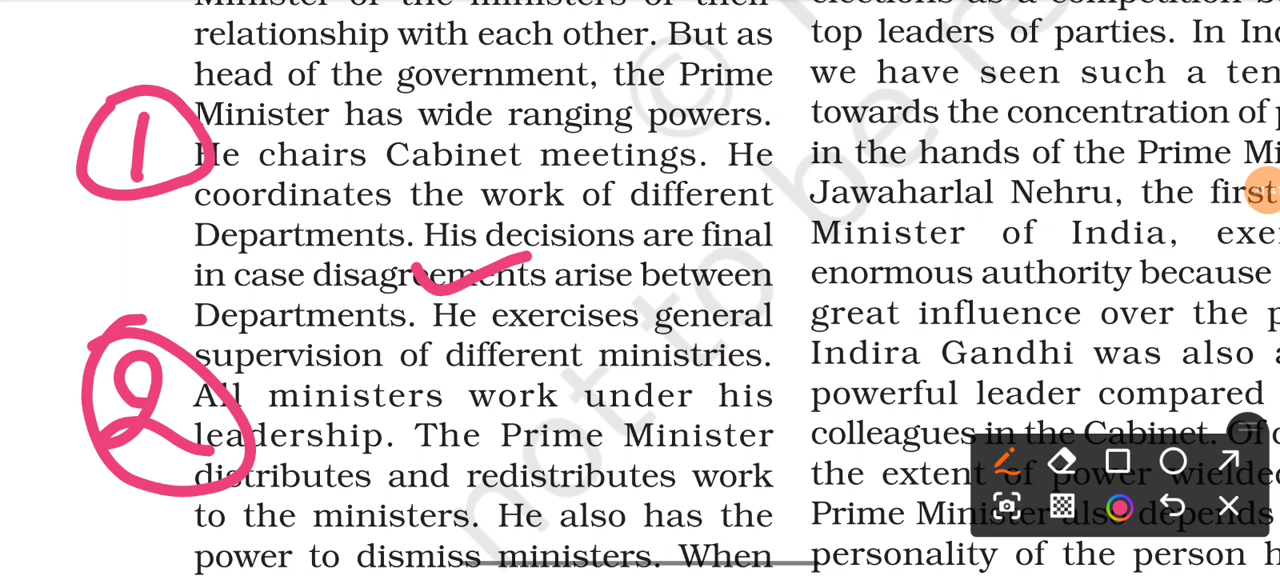 relationship with each other. But as
head of the government, the Prime
Minister has wide ranging powers.
He chairs Cabinet meetings. He
coordinates the work of different
Departments. His decisions are final
in case disagreements arise between
Departments. He exercises general
supervision of different ministries.
All ministers work under his
leadership. The Prime Minister
distributes and redistributes work
to the ministers. He also has the
power to dismiss ministers. When
1
2
top leaders of parties. In
we have seen such a
towards the concentration of
in the hands of the Prime
Jawaharlal Nehru, the first
Minister of India,
enormous authority because
great influence over the
Indira Gandhi was also
powerful leader compared
colleagues in the Cabinet. Of
the extent of power wielded
Prime Minister also depends
personality of the person
©
not to be